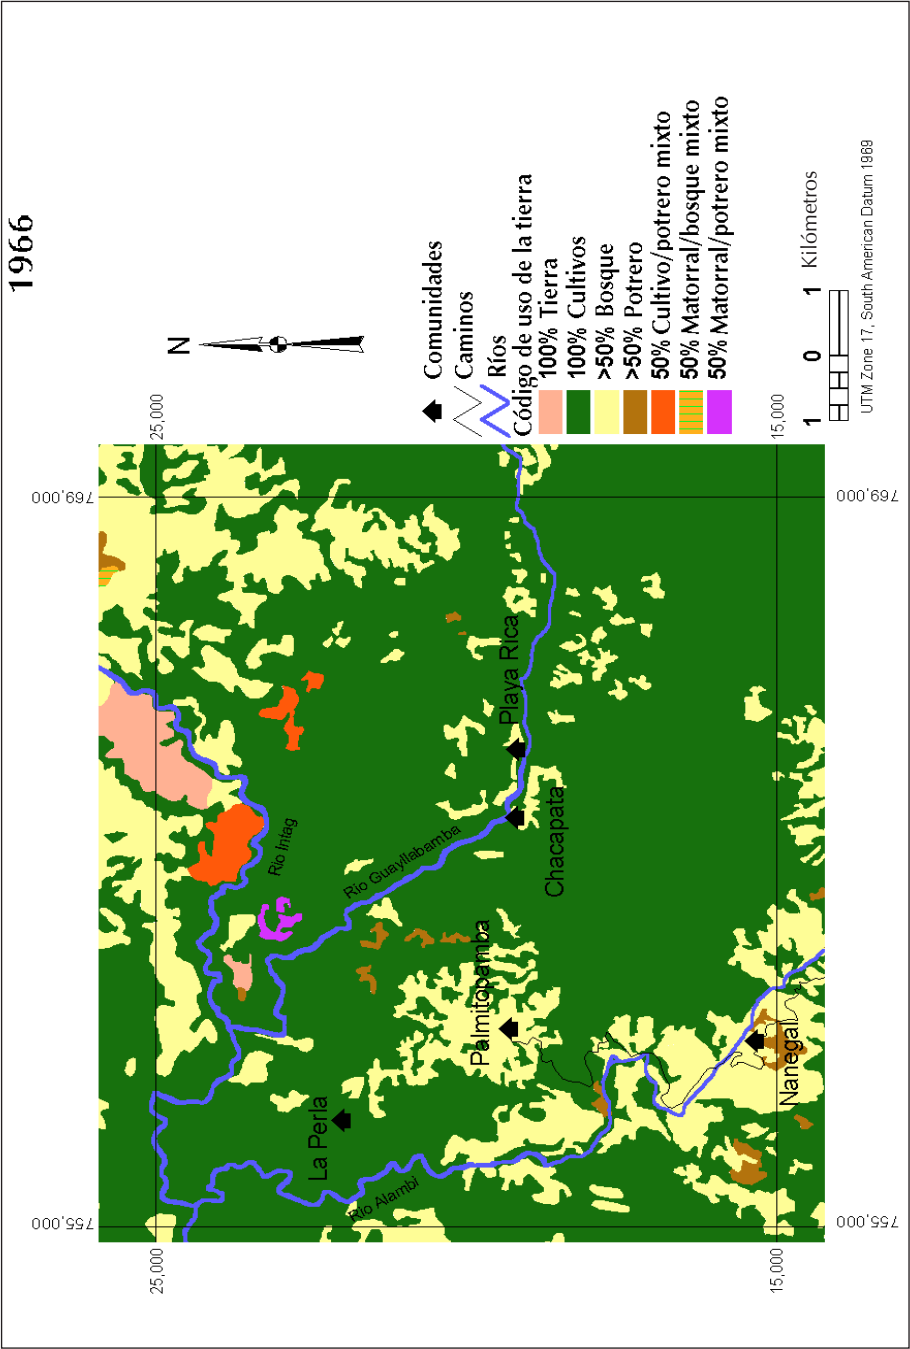 1966
N
Comunidades
Caminos
Ríos
Código de uso de la tierra
100% Tierra
100% Cultivos
>50% Bosque
>50% Potrero
50% Cultivo/potrero mixto
50% Matorral/bosque mixto
50% Matorral/potrero mixto
1 0 1 Kilómetros
UTM Zone 17, South American Datum 1969
25,000
15,000
769,000
769,000
Playa Rica
Rio Intag
Rio Guayllabamba
Chacapata
Palmitopamba
Nanegal
La Perla
Rio Alambi
755,000
755,000
25,000
15,000